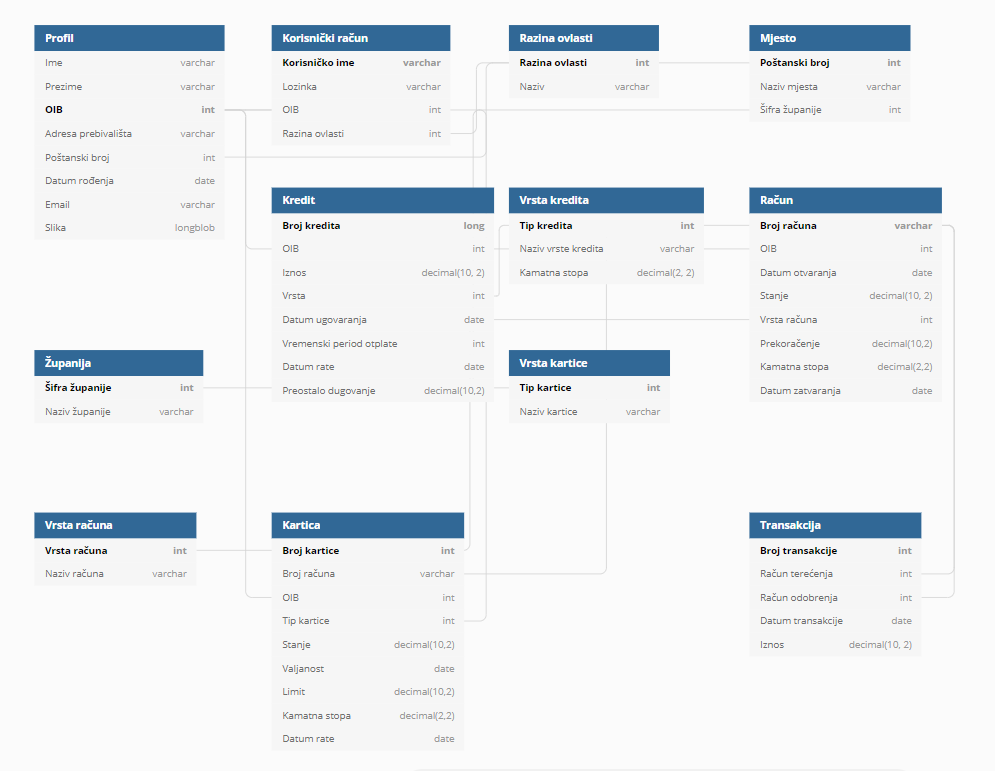 Profil
Ime varchar
Prezime varchar
OIB int
Adresa prebivališta varchar
Poštanski broj int
Datum rođenja date
Email varchar
Slika longblob
Korisnički račun
Korisničko ime varchar
Lozinka varchar
OIB int
Razina ovlasti int
Razina ovlasti
Razina ovlasti int
Naziv varchar
Mjesto
Poštanski broj int
Naziv mjesta varchar
Šifra županije int
Kredit
Broj kredita long
OIB int
Iznos decimal(10, 2)
Vrsta int
Datum ugovaranja date
Vremenski period otplate int
Datum rate date
Preostalo dugovanje decimal(10,2)
Vrsta kredita
Tip kredita int
Naziv vrste kredita varchar
Kamatna stopa decimal(2, 2)
Račun
Broj računa varchar
OIB int
Datum otvaranja date
Stanje decimal(10, 2)
Vrsta računa int
Prekoračenje decimal(10,2)
Kamatna stopa decimal(2,2)
Datum zatvaranja date
Županija
Šifra županije int
Naziv županije varchar
Vrsta kartice
Tip kartice int
Naziv kartice varchar
Vrsta računa
Vrsta računa int
Naziv računa varchar
Kartica
Broj kartice int
Broj računa varchar
OIB int
Tip kartice int
Stanje decimal(10,2)
Valjanost date
Limit decimal(10,2)
Kamatna stopa decimal(2,2)
Datum rate date
Transakcija
Broj transakcije int
Račun terećenja int
Račun odobrenja int
Datum transakcije date
Iznos decimal(10, 2)